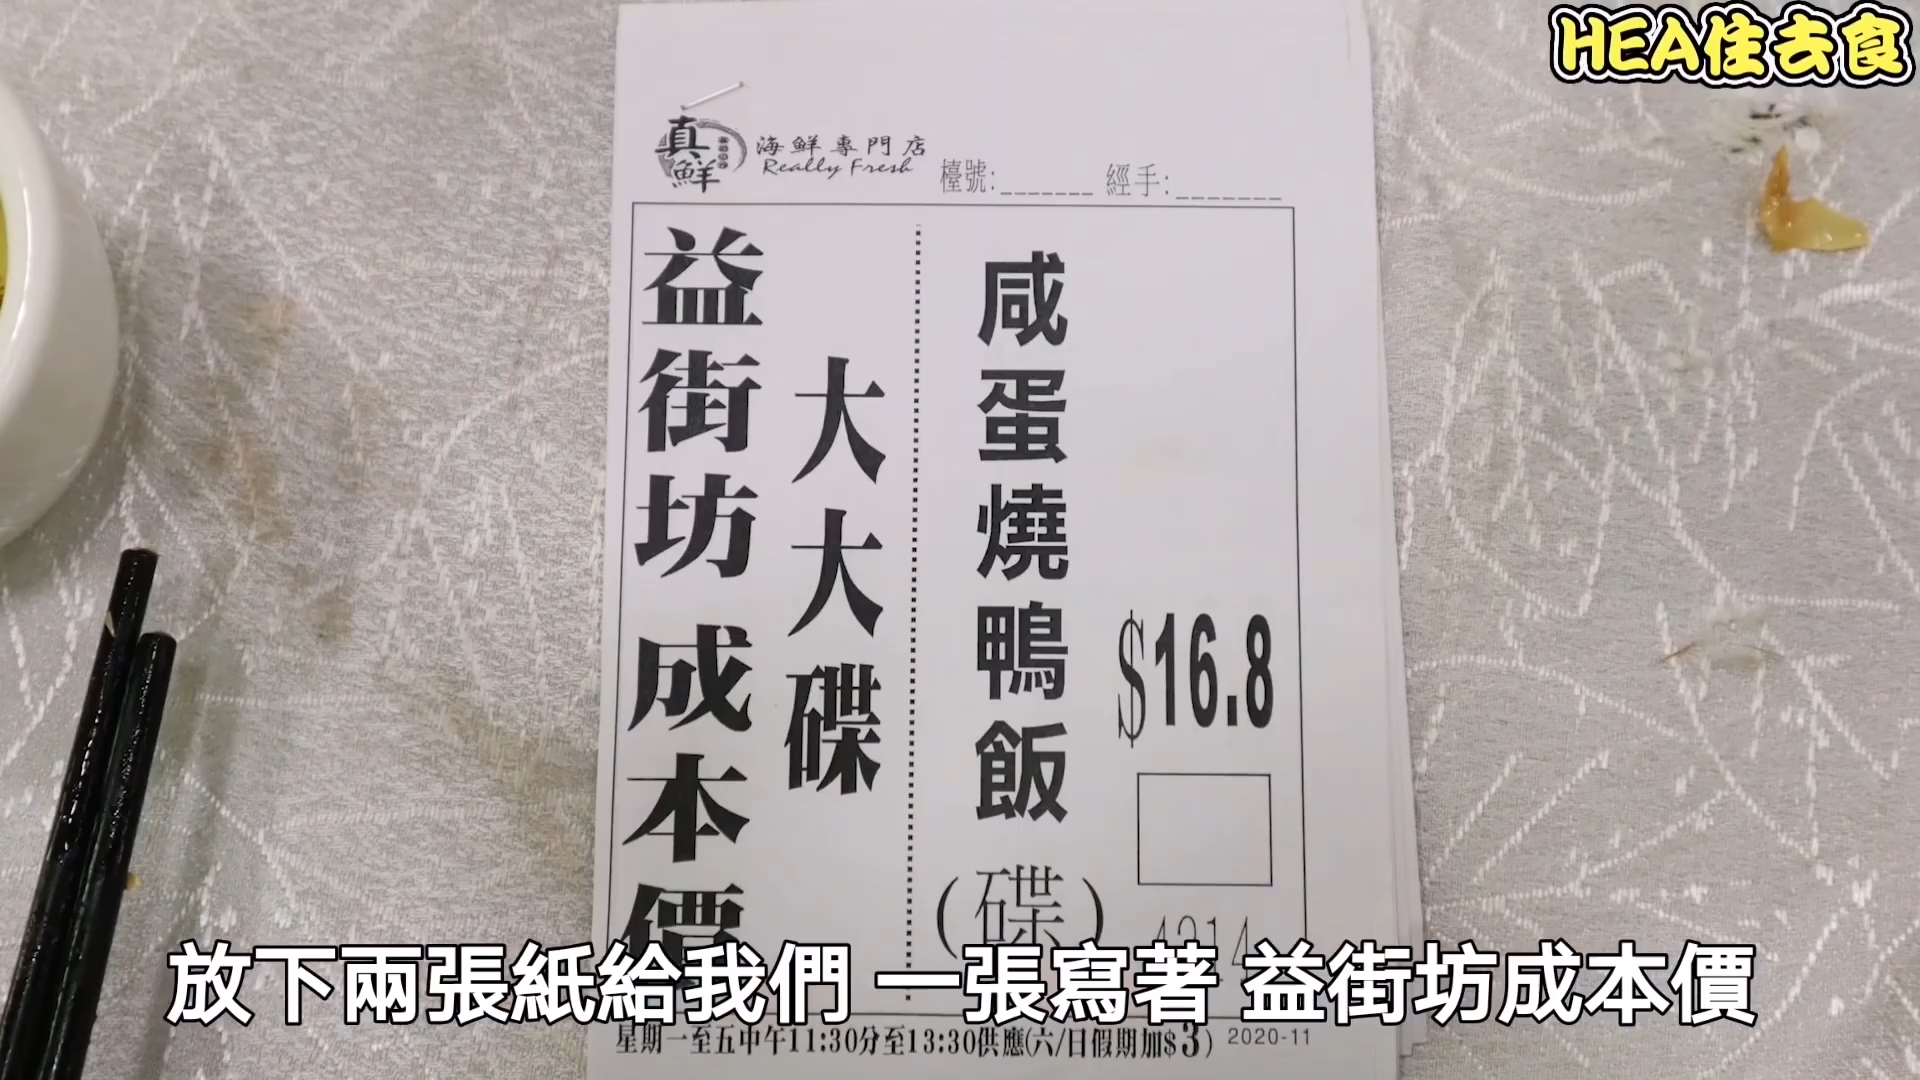 HEA住去食
真鮮
海鮮專門店
Really Fresh
檯號:_______ 經手:_______
益街坊 成本價
大大碟
咸蛋燒鴨飯(碟)
$16.8
放下兩張紙給我們 一張寫著 益街坊成本價
星期一至五中午11:30分至13:30供應(六/日假期加$3) 2020-11